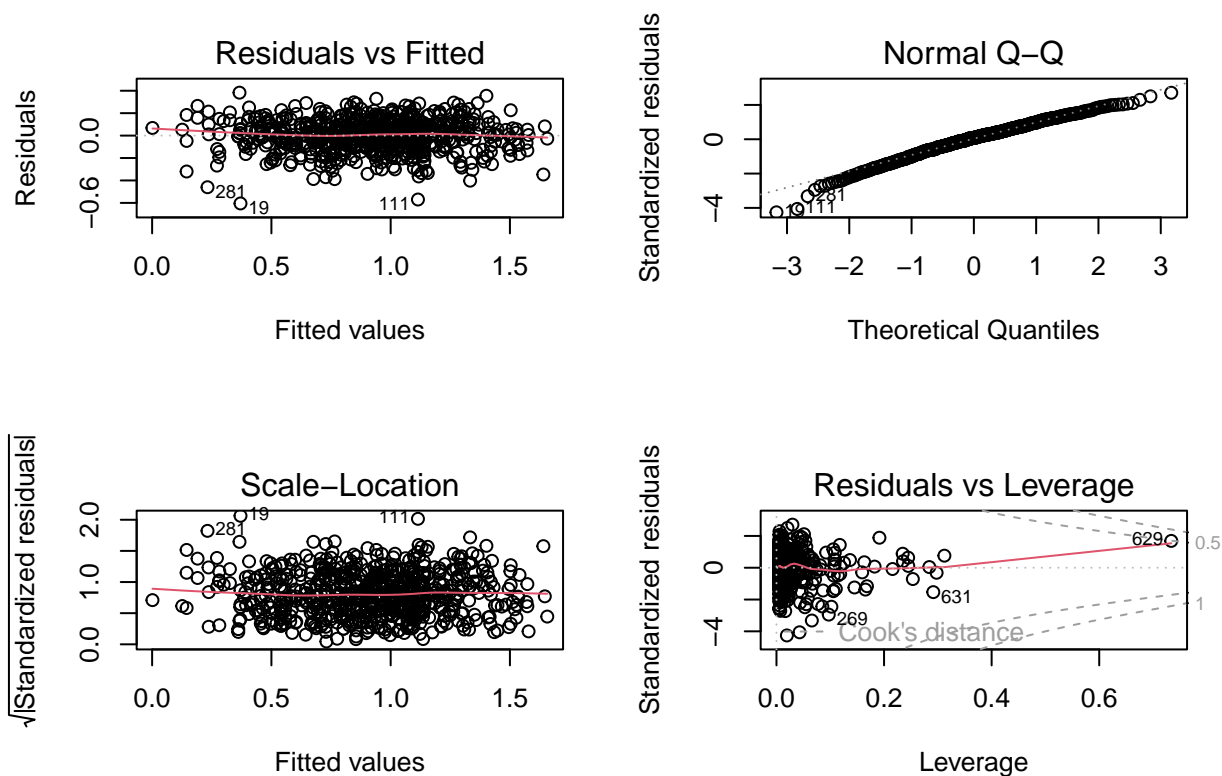 Residuals vs Fitted
Residuals
0.0
−0.6
281
19
111
0.0 0.5 1.0 1.5
Fitted values
Normal Q−Q
Standardized residuals
0
−4
281
111
−3 −2 −1 0 1 2 3
Theoretical Quantiles
Scale−Location
√|Standardized residuals|
2.0
1.0
0.0
281
19
111
0.0 0.5 1.0 1.5
Fitted values
Residuals vs Leverage
Standardized residuals
0
−4
629
0.5
631
1
269
Cook's distance
0.0 0.2 0.4 0.6
Leverage